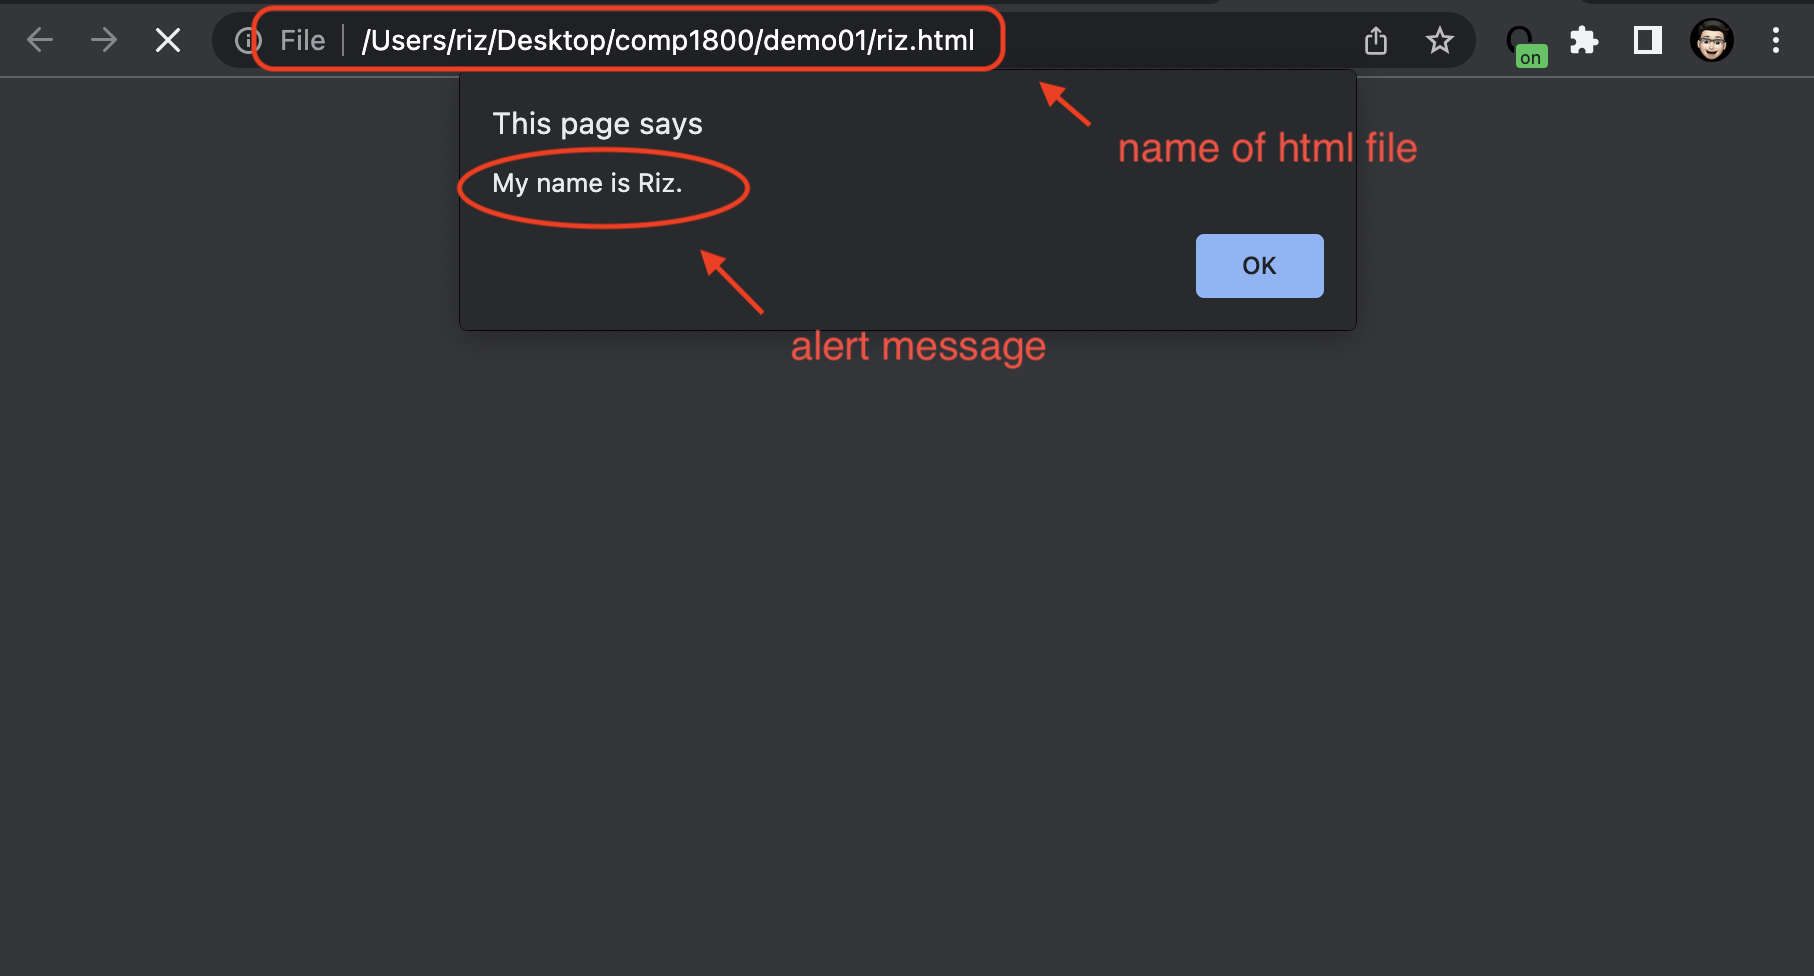 File | /Users/riz/Desktop/comp1800/demo01/riz.html
on
This page says
name of html file
My name is Riz.
OK
alert message